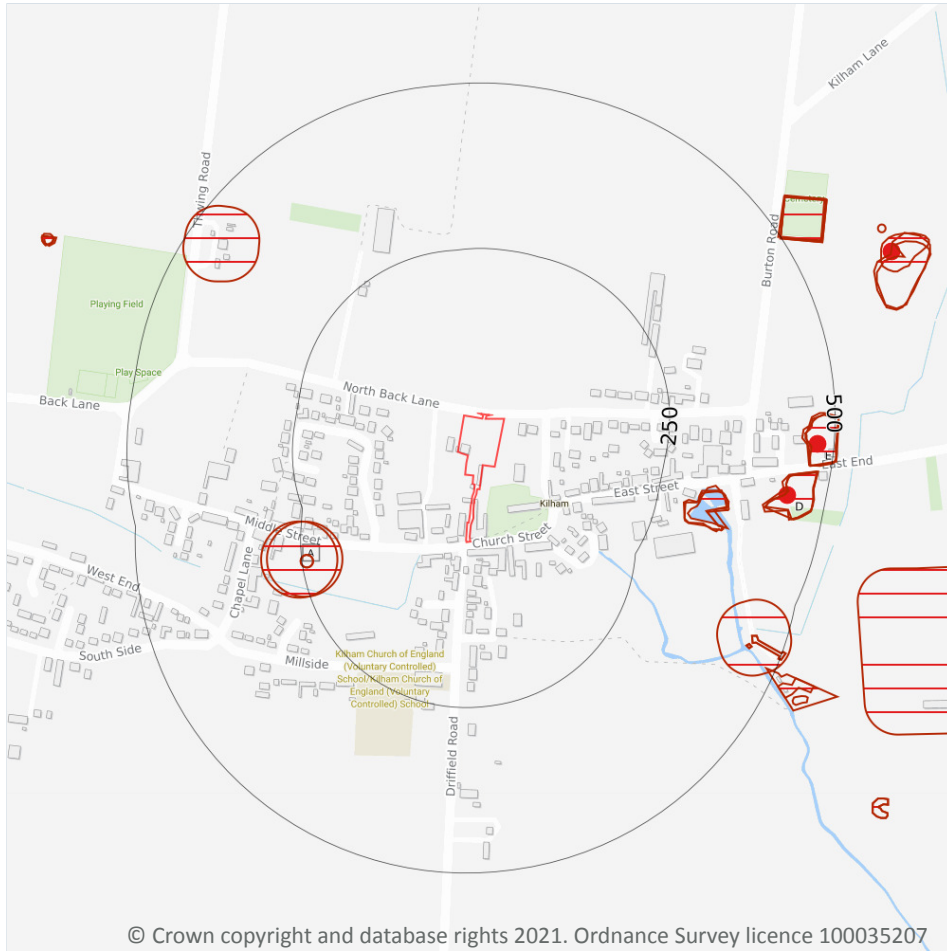 Kilham Lane
Thwing Road
Cemetery
Burton Road
Playing Field
Play Space
Back Lane
North Back Lane
250
500
E
East End
Kilham
East Street
D
Middle Street
A
Church Street
West End
Chapel Lane
South Side
Millside
Kilham Church of England
(Voluntary Controlled)
School/Kilham Church of
England (Voluntary
Controlled) School
Driffield Road
© Crown copyright and database rights 2021. Ordnance Survey licence 100035207